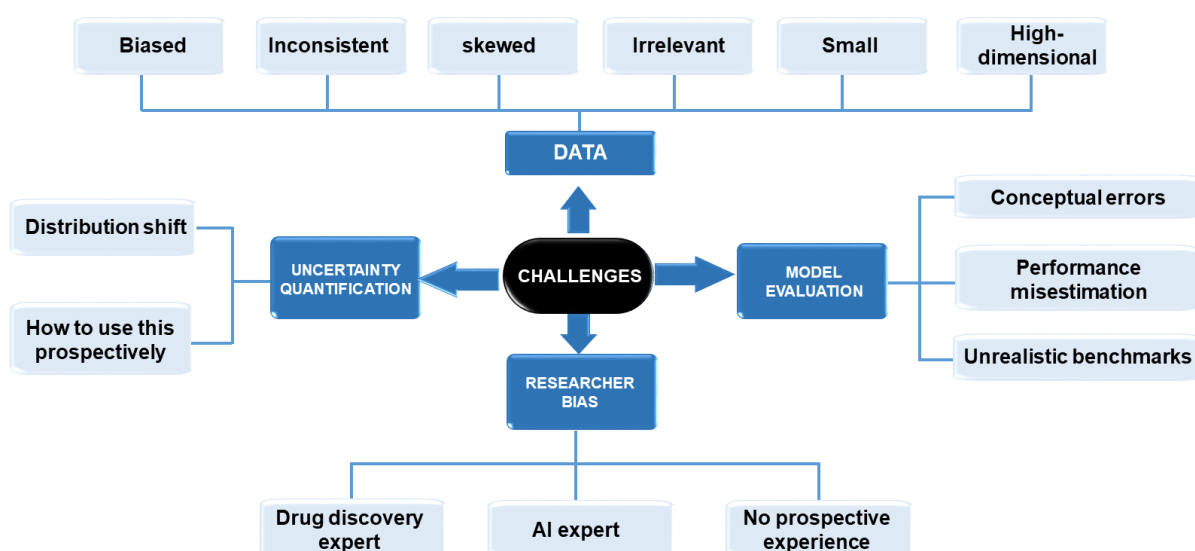 Biased
Inconsistent
skewed
Irrelevant
Small
High-
dimensional
DATA
Distribution shift
How to use this
prospectively
UNCERTAINTY
QUANTIFICATION
CHALLENGES
MODEL
EVALUATION
Conceptual errors
Performance
misestimation
Unrealistic benchmarks
RESEARCHER
BIAS
Drug discovery
expert
AI expert
No prospective
experience